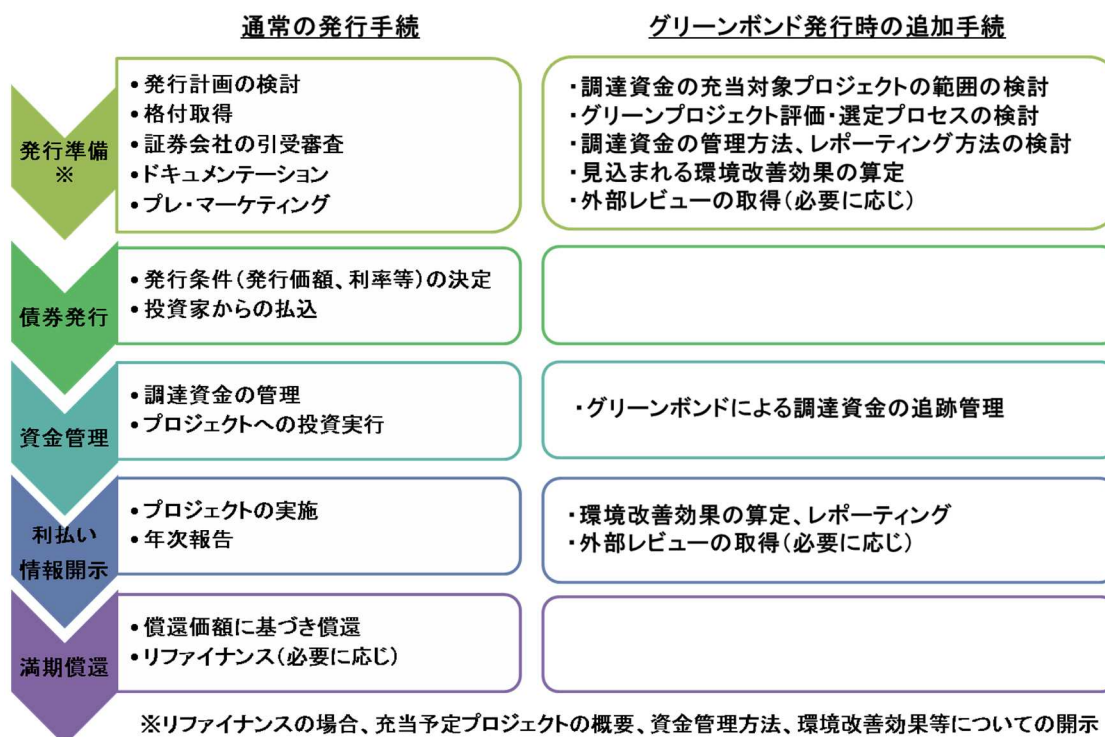 通常の発行手続
グリーンボンド発行時の追加手続
発行準備
※
•発行計画の検討
•格付取得
•証券会社の引受審査
•ドキュメンテーション
•プレ・マーケティング
・調達資金の充当対象プロジェクトの範囲の検討
・グリーンプロジェクト評価・選定プロセスの検討
・調達資金の管理方法、レポーティング方法の検討
・見込まれる環境改善効果の算定
・外部レビューの取得(必要に応じ)
債券発行
•発行条件(発行価額、利率等)の決定
•投資家からの払込
資金管理
•調達資金の管理
•プロジェクトへの投資実行
・グリーンボンドによる調達資金の追跡管理
利払い
情報開示
•プロジェクトの実施
•年次報告
・環境改善効果の算定、レポーティング
・外部レビューの取得(必要に応じ)
満期償還
•償還価額に基づき償還
•リファイナンス(必要に応じ)
※リファイナンスの場合、充当予定プロジェクトの概要、資金管理方法、環境改善効果等についての開示